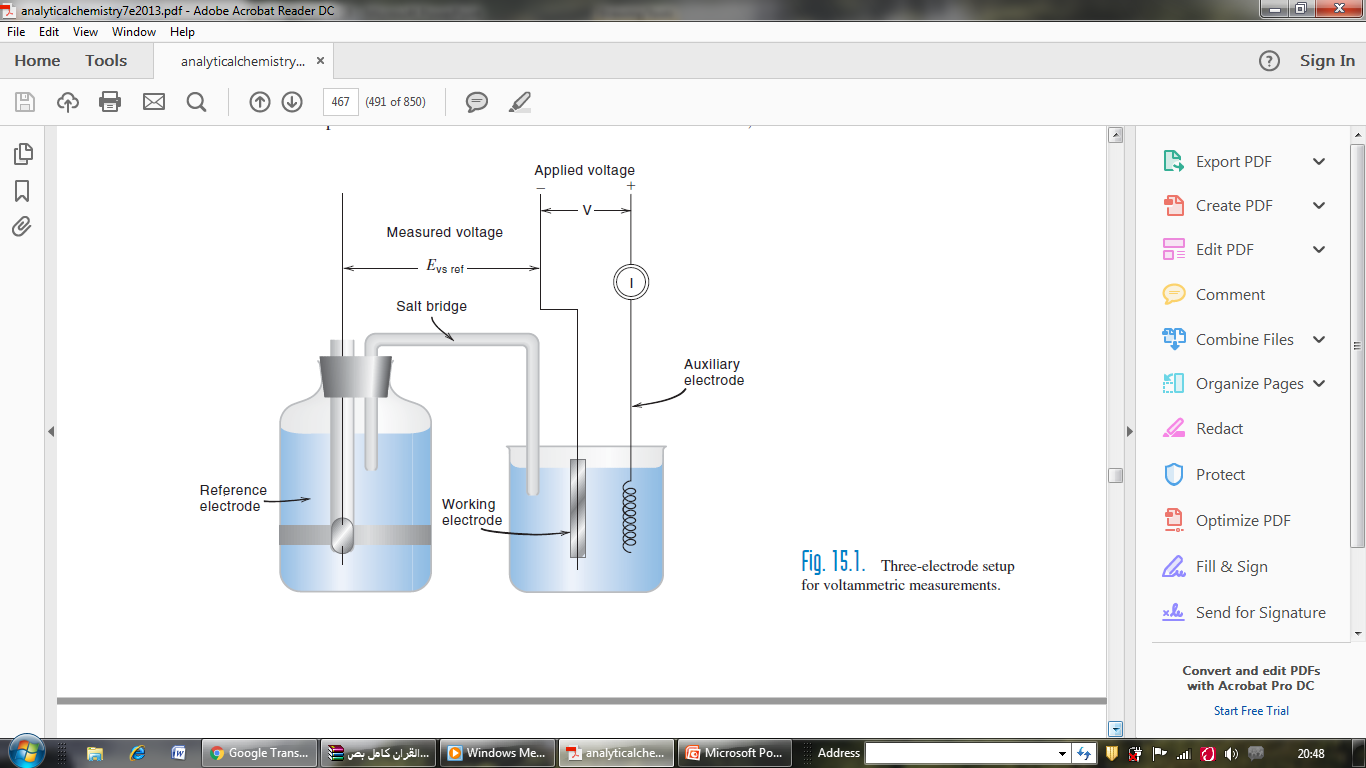 analyticalchemistry7e2013.pdf - Adobe Acrobat Reader DC
File Edit View Window Help
Home Tools analyticalchemistry... × Sign In
467 (491 of 850)
Applied voltage
− +
V
Measured voltage
E vs ref
I
Salt bridge
Auxiliary
electrode
Reference
electrode
Working
electrode
Fig. 15.1. Three-electrode setup
for voltammetric measurements.
Export PDF
Create PDF
Edit PDF
Comment
Combine Files
Organize Pages
Redact
Protect
Optimize PDF
Fill & Sign
Send for Signature
Convert and edit PDFs
with Acrobat Pro DC
Start Free Trial
Google Trans... ...القران كامل بص Windows Me... analyticalche... Microsoft Po... Address 20:48